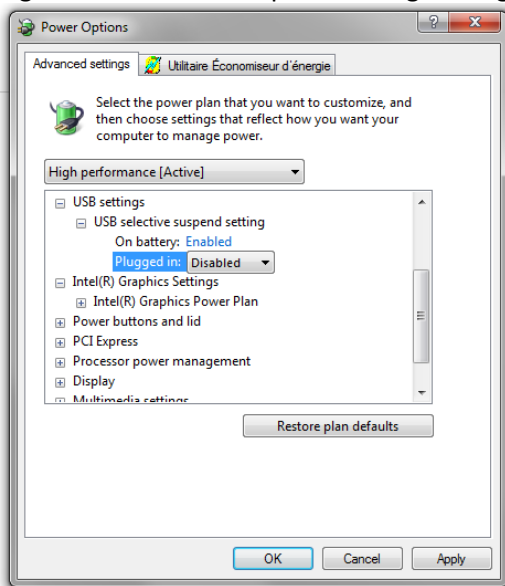 Power Options
Advanced settings
Utilitaire Économiseur d'énergie
Select the power plan that you want to customize, and
then choose settings that reflect how you want your
computer to manage power.
High performance [Active]
USB settings
USB selective suspend setting
On battery: Enabled
Plugged in: Disabled
Intel(R) Graphics Settings
Intel(R) Graphics Power Plan
Power buttons and lid
PCI Express
Processor power management
Display
Multimedia settings
Restore plan defaults
OK Cancel Apply